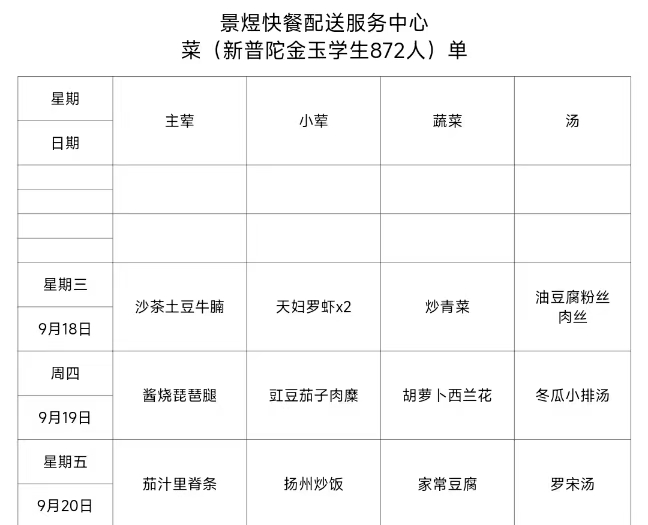 景煜快餐配送服务中心
菜（新普陀金玉学生872人）单
星期
日期
主荤
小荤
蔬菜
汤
星期三
9月18日
沙茶土豆牛腩
天妇罗虾x2
炒青菜
油豆腐粉丝
肉丝
周四
9月19日
酱烧琵琶腿
豇豆茄子肉糜
胡萝卜西兰花
冬瓜小排汤
星期五
9月20日
茄汁里脊条
扬州炒饭
家常豆腐
罗宋汤